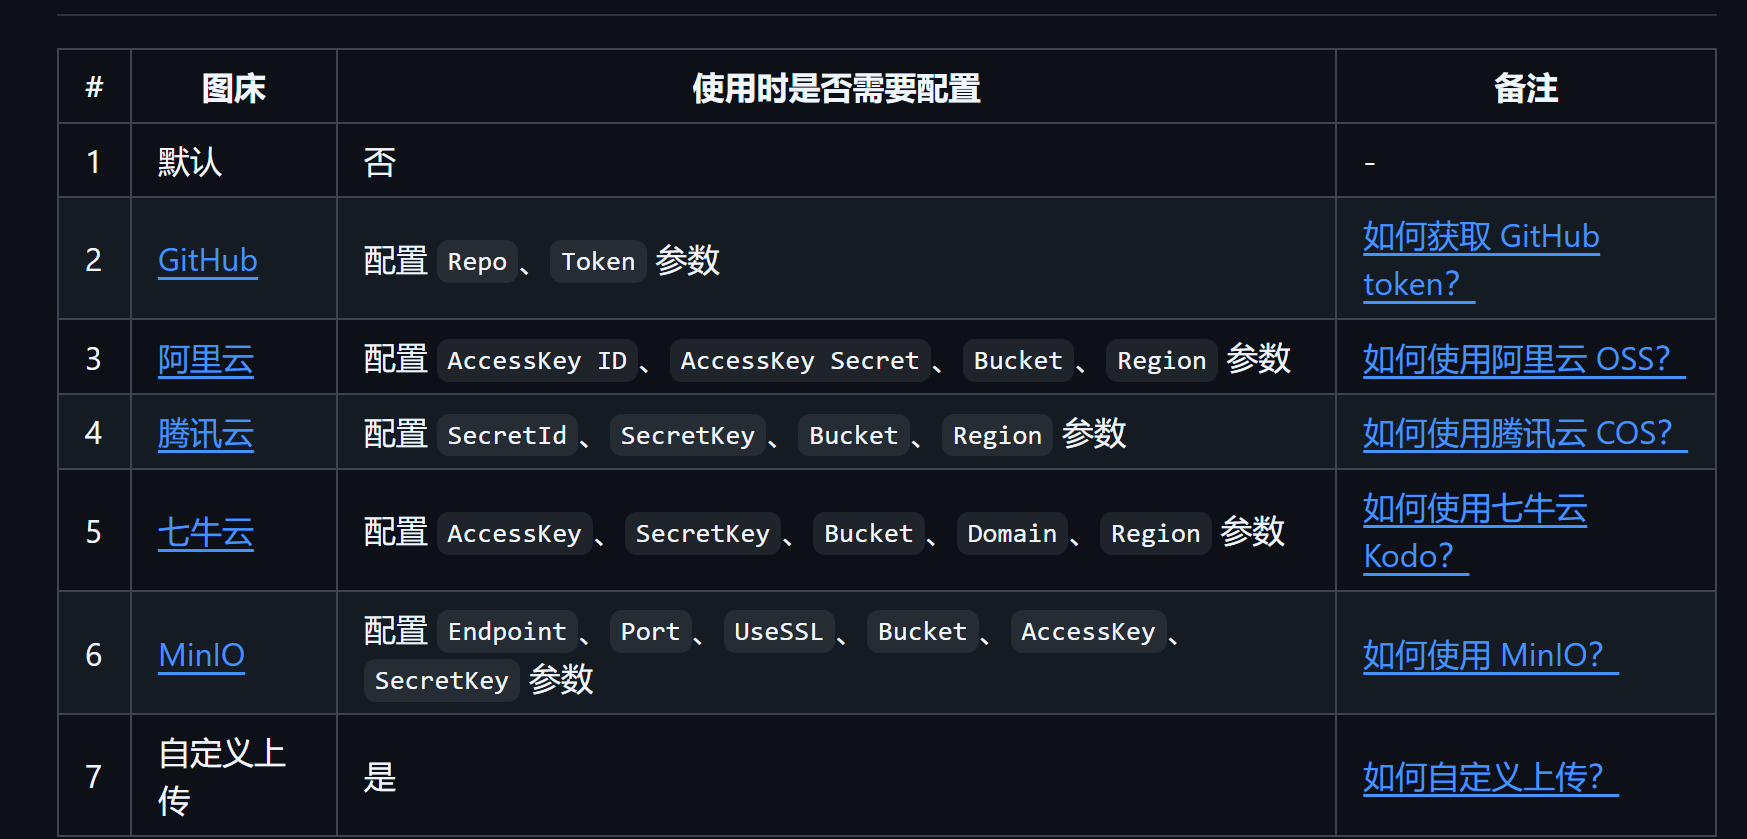 # 图床 使用时是否需要配置 备注
1 默认 否 -
2 GitHub 配置 Repo、Token 参数 如何获取 GitHub
token？
3 阿里云 配置 AccessKey ID、AccessKey Secret、Bucket、Region 参数 如何使用阿里云 OSS？
4 腾讯云 配置 SecretId、SecretKey、Bucket、Region 参数 如何使用腾讯云 COS？
5 七牛云 配置 AccessKey、SecretKey、Bucket、Domain、Region 参数 如何使用七牛云
Kodo？
6 MinIO 配置 Endpoint、Port、UseSSL、Bucket、AccessKey、
SecretKey 参数 如何使用 MinIO？
7 自定义上
传 是 如何自定义上传？